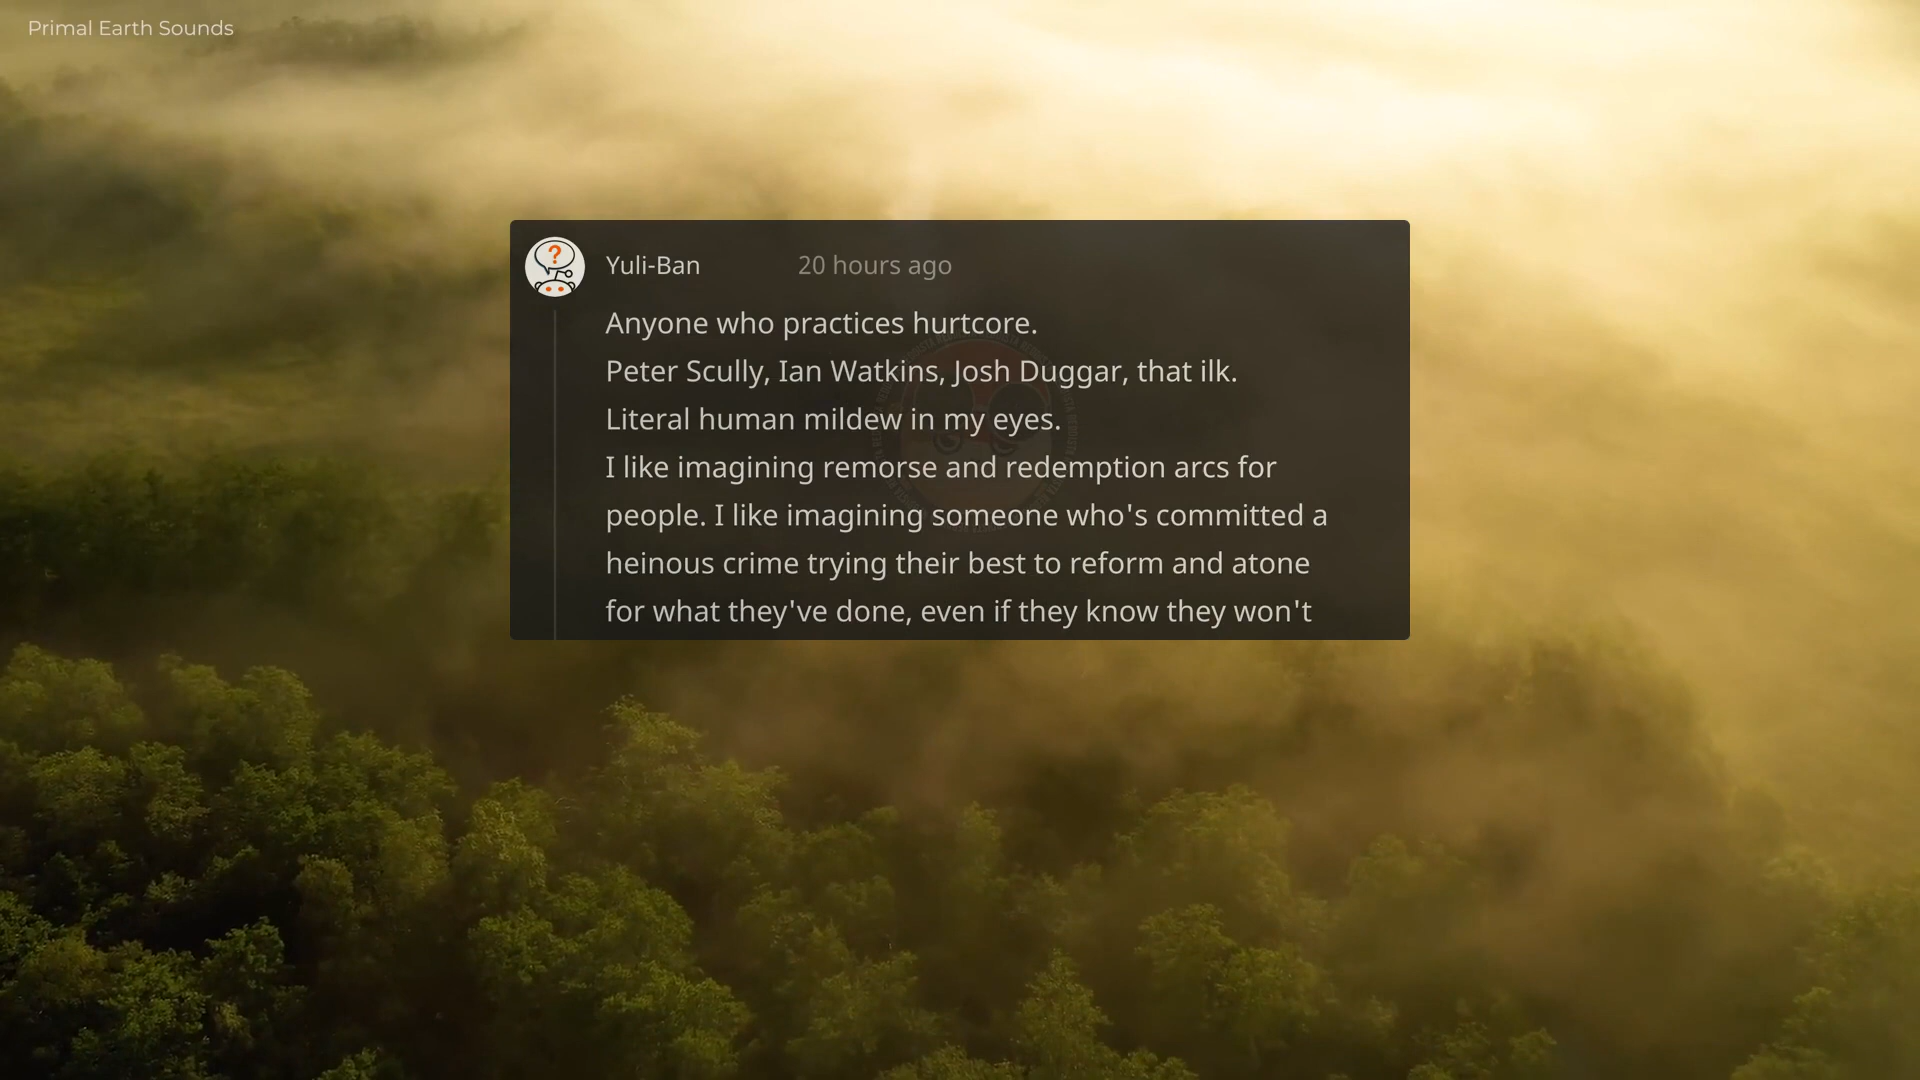 Primal Earth Sounds
Yuli-Ban 20 hours ago
Anyone who practices hurtcore.
Peter Scully, Ian Watkins, Josh Duggar, that ilk.
Literal human mildew in my eyes.
I like imagining remorse and redemption arcs for
people. I like imagining someone who's committed a
heinous crime trying their best to reform and atone
for what they've done, even if they know they won't